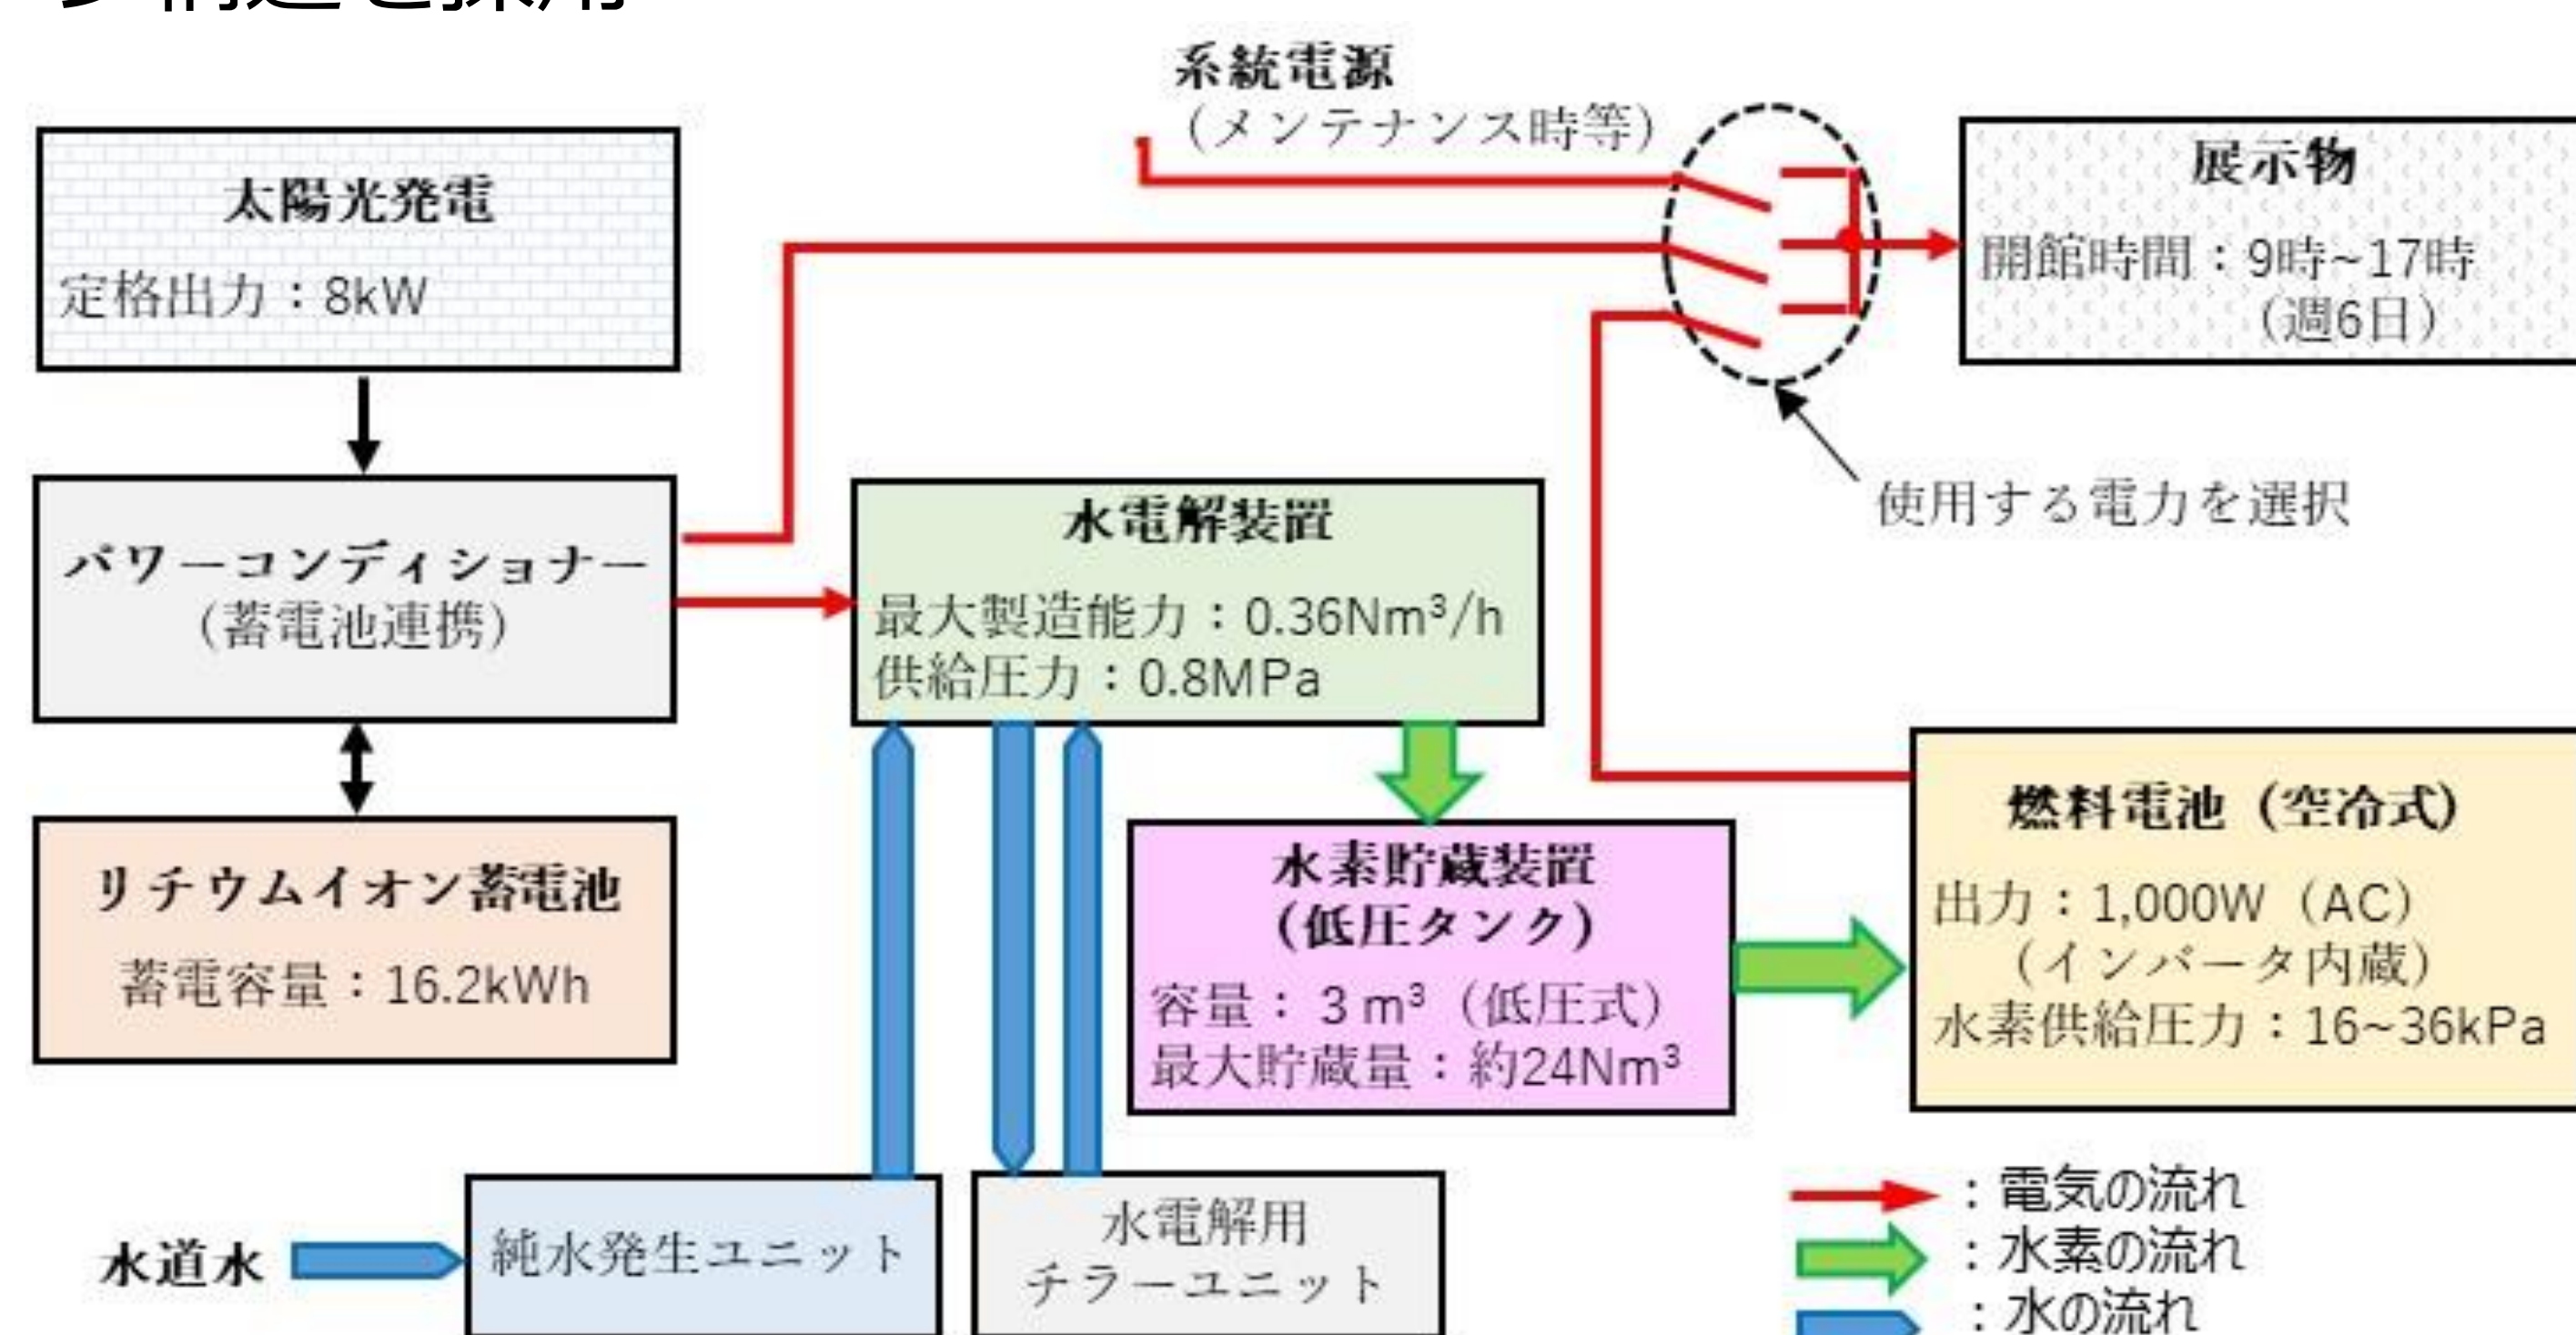 構造を採用
系統電源
（メンテナンス時等）
太陽光発電
定格出力：8kW
展示物
開館時間：9時~17時
（週6日）
使用する電力を選択
パワーコンディショナー
（蓄電池連携）
水電解装置
最大製造能力：0.36Nm³/h
供給圧力：0.8MPa
リチウムイオン蓄電池
蓄電容量：16.2kWh
水素貯蔵装置
（低圧タンク）
容量： 3 m³（低圧式）
最大貯蔵量：約24Nm³
燃料電池（空冷式）
出力：1,000W（AC）
（インバータ内蔵）
水素供給圧力：16~36kPa
水道水
純水発生ユニット
水電解用
チラーユニット
：電気の流れ
：水素の流れ
：水の流れ